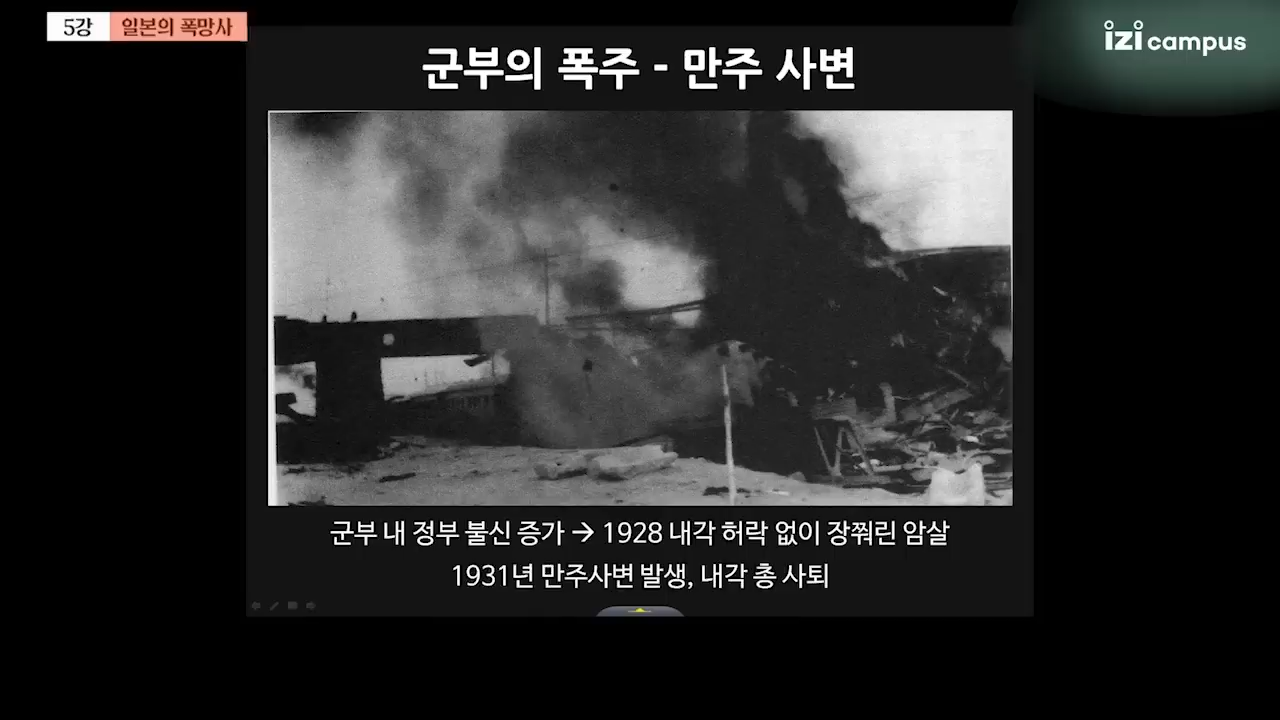 5강 일본의 폭망사
izi campus
군부의 폭주 - 만주 사변
군부 내 정부 불신 증가 → 1928 내각 허락 없이 장쭤린 암살
1931년 만주사변 발생, 내각 총 사퇴